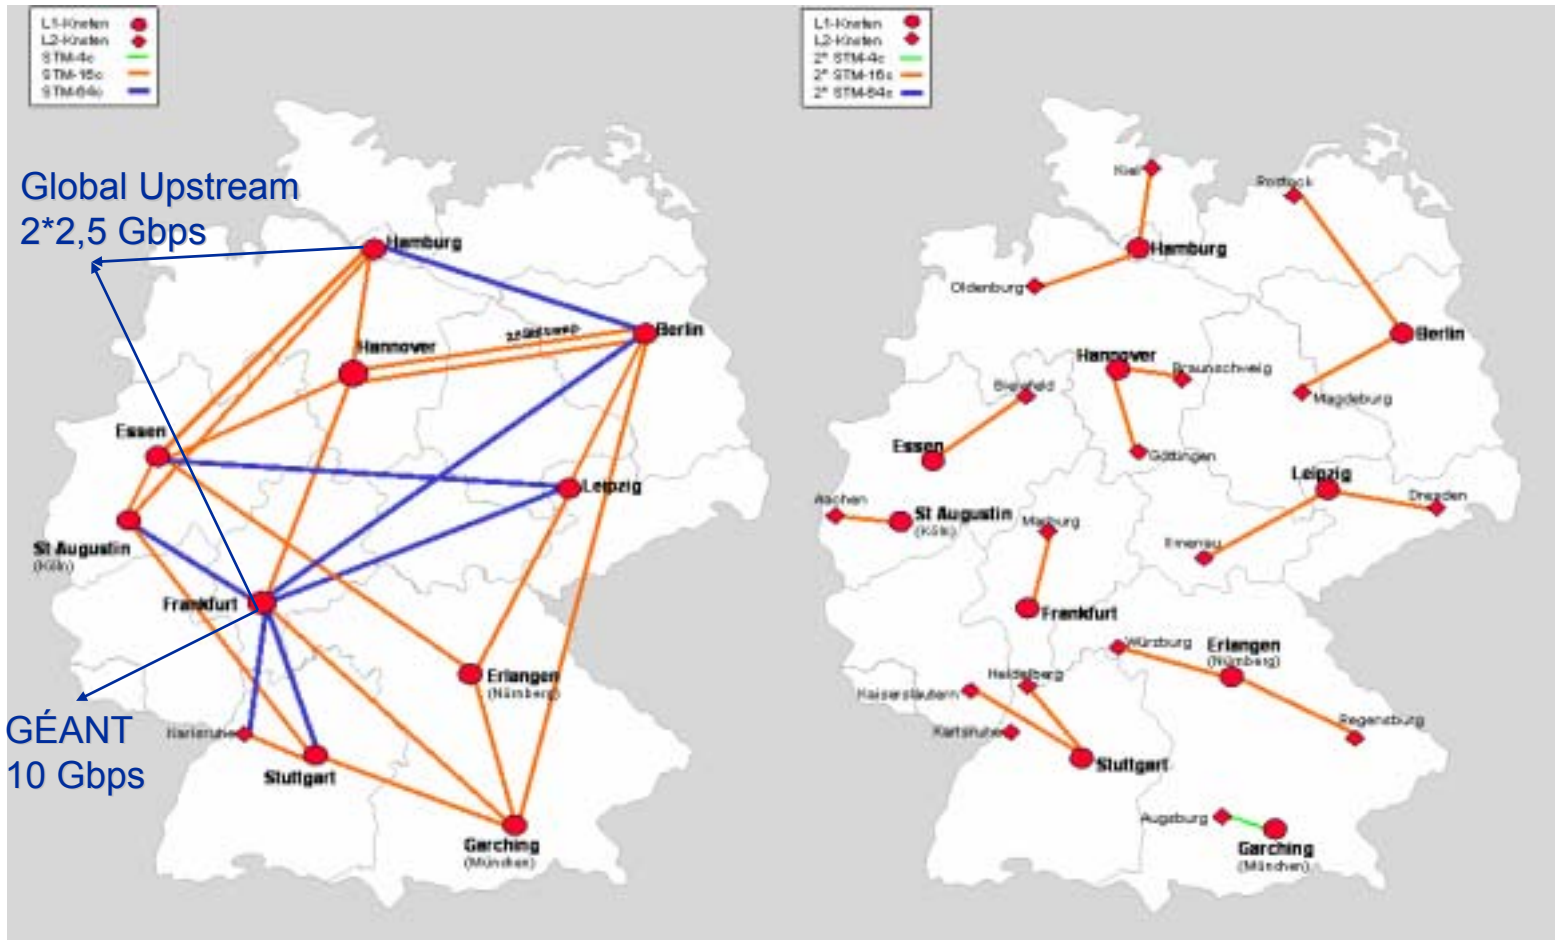 L1-Knoten
L2-Knoten
STM-4c
STM-16c
STM-64c
Global Upstream
2*2,5 Gbps
Hamburg
Berlin
Hannover
Essen
Leipzig
St Augustin
(Köln)
Frankfurt
Erlangen
(Nürnberg)
GÉANT
10 Gbps
Karlsruhe
Stuttgart
Garching
(München)
L1-Knoten
L2-Knoten
2* STM-4c
2* STM-16c
2* STM-64c
Kiel
Rostock
Hamburg
Oldenburg
Berlin
Hannover
Braunschweig
Bielefeld
Magdeburg
Essen
Göttingen
Leipzig
Aachen
Dresden
St Augustin
(Köln)
Marburg
Ilmenau
Frankfurt
Würzburg
Erlangen
(Nürnberg)
Heidelberg
Kaiserslautern
Regensburg
Karlsruhe
Stuttgart
Augsburg
Garching
(München)